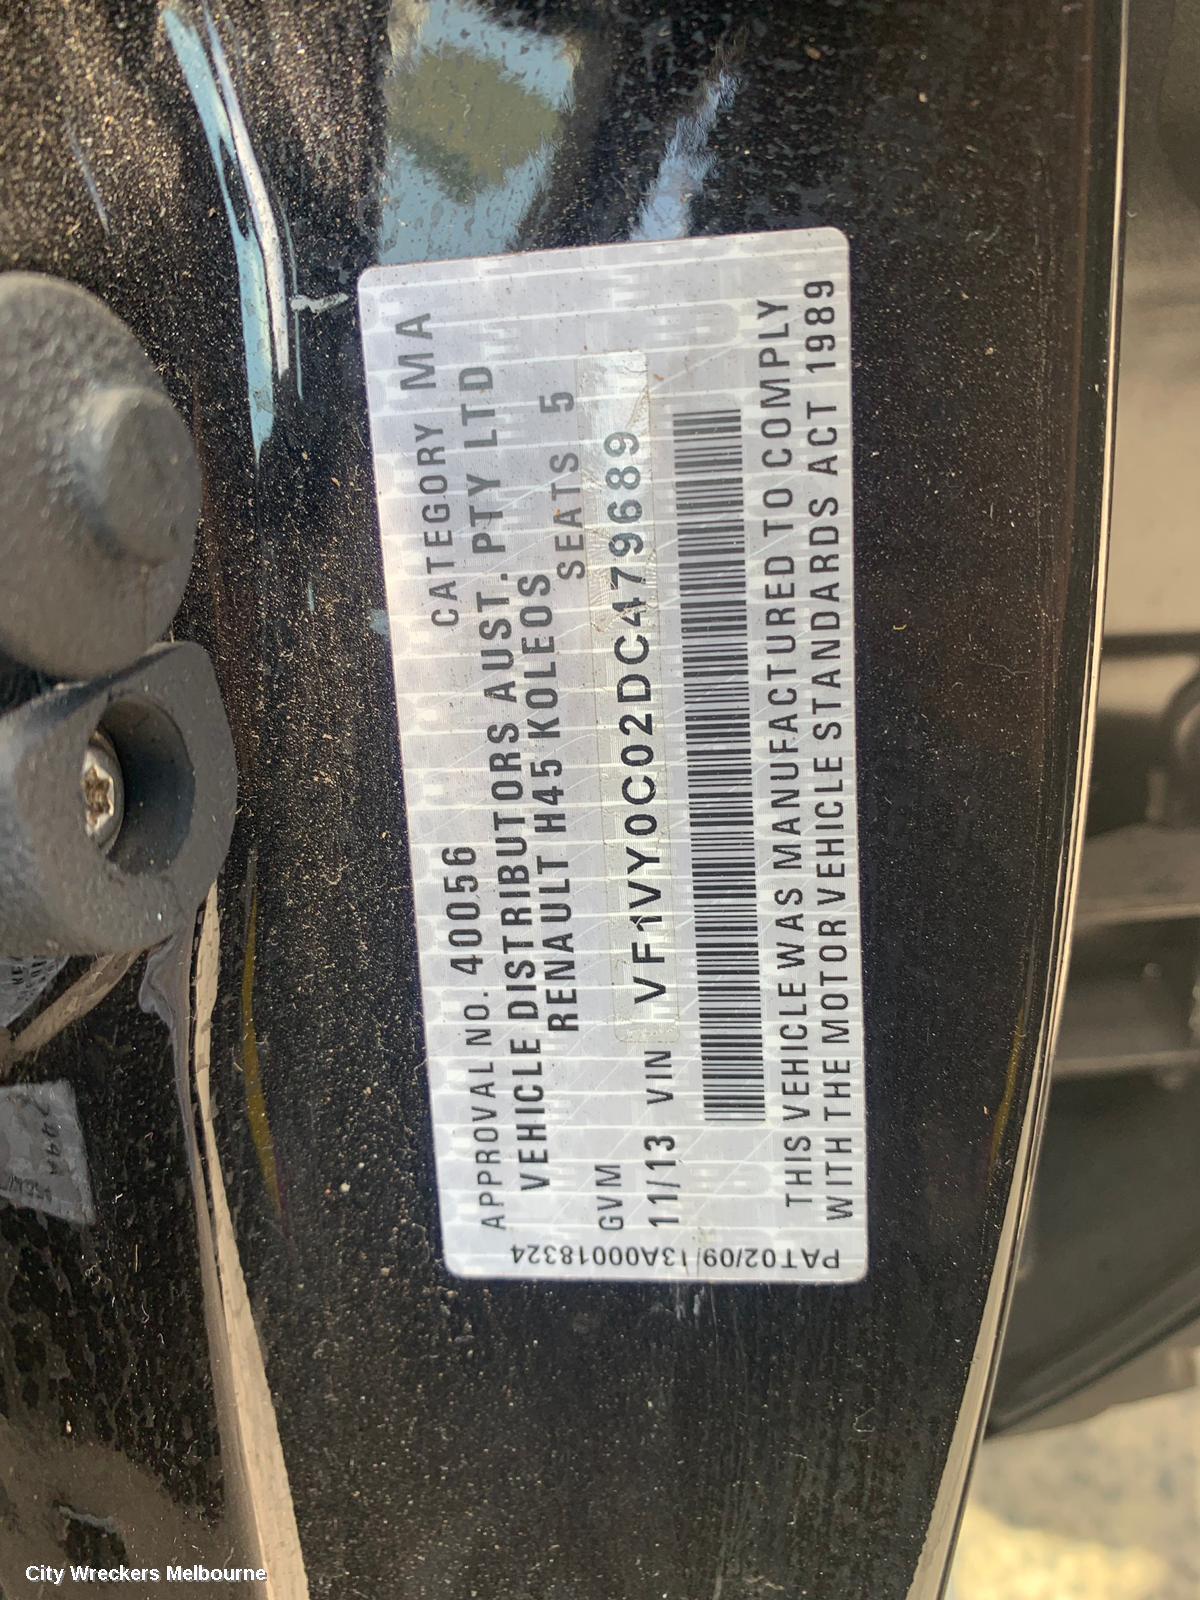 APPROVAL NO. 40056 CATEGORY MA
VEHICLE DISTRIBUTORS AUST. PTY LTD
RENAULT H45 KOLEOS
GVM SEATS 5
11/13 VIN VF1VY0C02DC479689
THIS VEHICLE WAS MANUFACTURED TO COMPLY
WITH THE MOTOR VEHICLE STANDARDS ACT 1989
PAT02/09 13A00018324
City Wreckers Melbourne